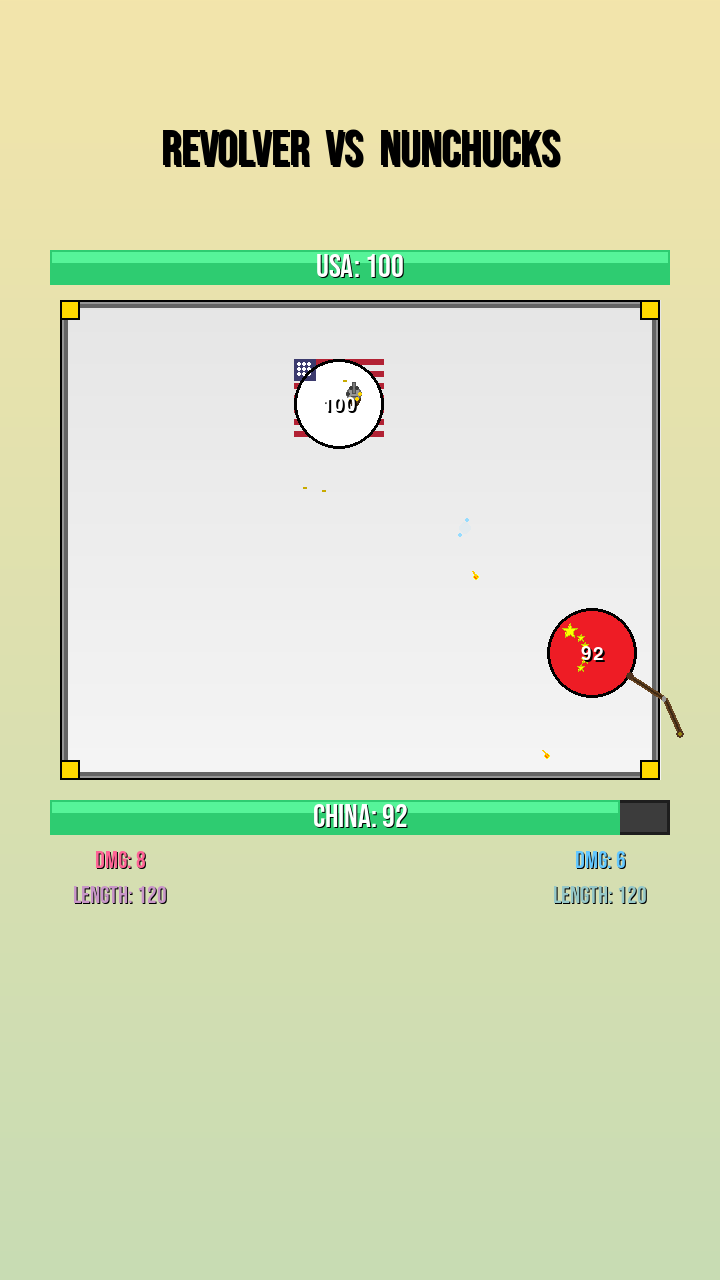 REVOLVER VS NUNCHUCKS
USA: 100
100
92
CHINA: 92
DMG: 8
DMG: 6
LENGTH: 120
LENGTH: 120